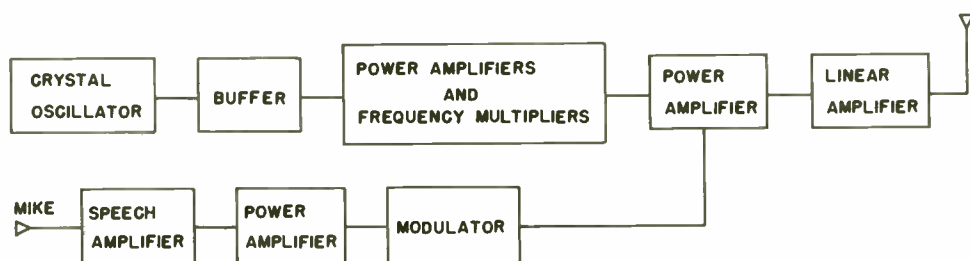 CRYSTAL
OSCILLATOR
BUFFER
POWER AMPLIFIERS
AND
FREQUENCY MULTIPLIERS
POWER
AMPLIFIER
LINEAR
AMPLIFIER
MIKE
SPEECH
AMPLIFIER
POWER
AMPLIFIER
MODULATOR